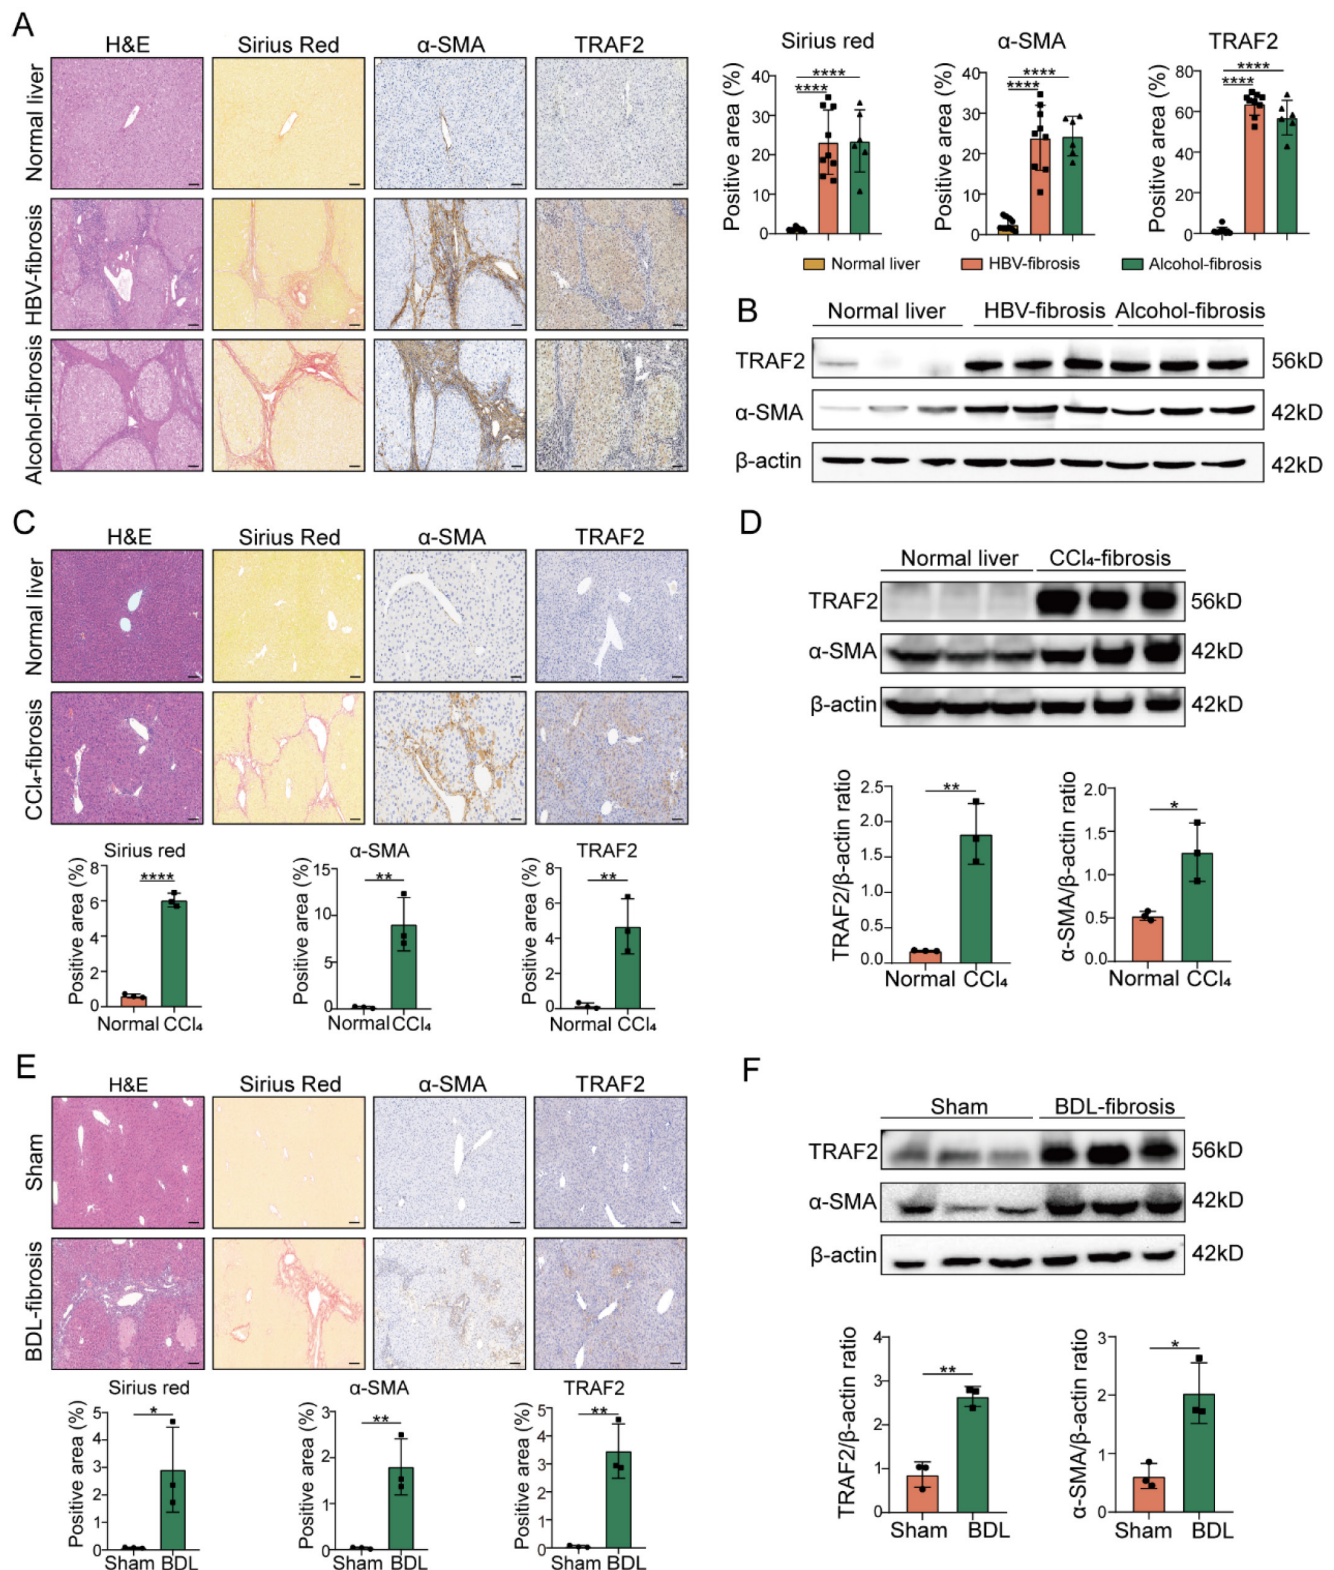 A
H&E Sirius Red α-SMA TRAF2
Normal liver
HBV-fibrosis
Alcohol-fibrosis
Sirius red
Positive area (%)
40
30
20
10
0
****
****
α-SMA
Positive area (%)
40
30
20
10
0
****
****
TRAF2
Positive area (%)
80
60
40
20
0
****
****
Normal liver HBV-fibrosis Alcohol-fibrosis
B
Normal liver HBV-fibrosis Alcohol-fibrosis
TRAF2 56kD
α-SMA 42kD
β-actin 42kD
C
H&E Sirius Red α-SMA TRAF2
Normal liver
CCl₄-fibrosis
Sirius red
Positive area (%)
8
6
4
2
0
****
Normal CCl₄
α-SMA
Positive area (%)
15
10
5
0
**
Normal CCl₄
TRAF2
Positive area (%)
8
6
4
2
0
**
Normal CCl₄
D
Normal liver CCl₄-fibrosis
TRAF2 56kD
α-SMA 42kD
β-actin 42kD
TRAF2/β-actin ratio
2.5
2.0
1.5
1.0
0.5
0.0
**
Normal CCl₄
α-SMA/β-actin ratio
2.0
1.5
1.0
0.5
0.0
*
Normal CCl₄
E
H&E Sirius Red α-SMA TRAF2
Sham
BDL-fibrosis
Sirius red
Positive area (%)
5
4
3
2
1
0
*
Sham BDL
α-SMA
Positive area (%)
3
2
1
0
**
Sham BDL
TRAF2
Positive area (%)
5
4
3
2
1
0
**
Sham BDL
F
Sham BDL-fibrosis
TRAF2 56kD
α-SMA 42kD
β-actin 42kD
TRAF2/β-actin ratio
4
3
2
1
0
**
Sham BDL
α-SMA/β-actin ratio
3
2
1
0
*
Sham BDL